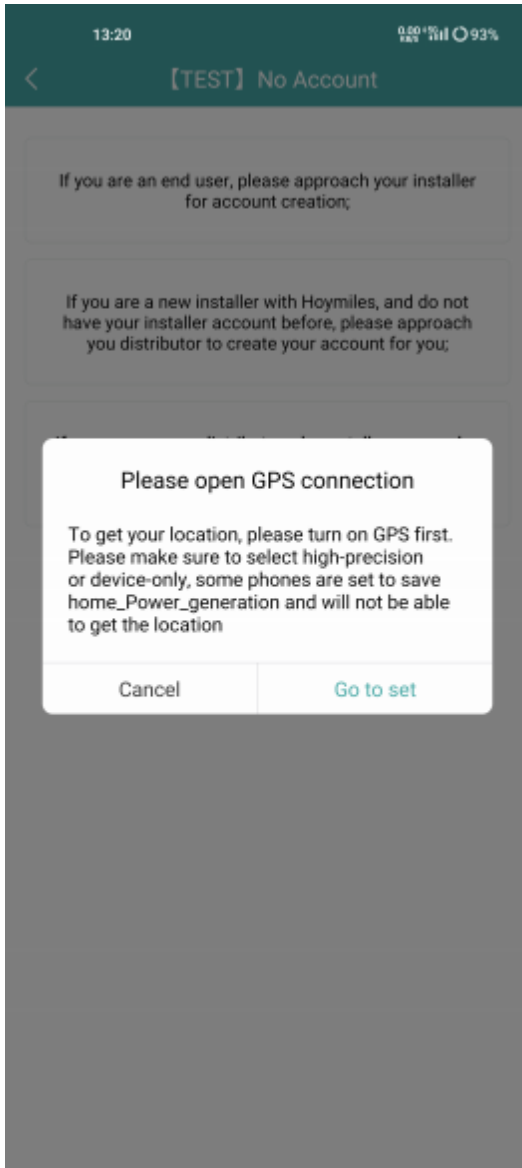 13:20
93%
【TEST】No Account
If you are an end user, please approach your installer
for account creation;
If you are a new installer with Hoymiles, and do not
have your installer account before, please approach
you distributor to create your account for you;
Please open GPS connection
To get your location, please turn on GPS first.
Please make sure to select high-precision
or device-only, some phones are set to save
home_Power_generation and will not be able
to get the location
Cancel
Go to set